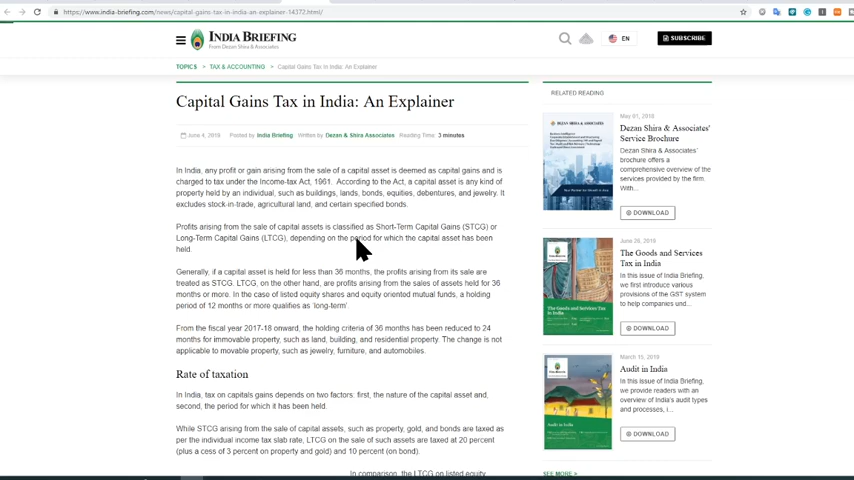 https://www.india-briefing.com/news/capital-gains-tax-in-india-an-explainer-14372.html/
INDIA BRIEFING
From Dezan Shira & Associates
EN
SUBSCRIBE
TOPICS > TAX & ACCOUNTING > Capital Gains Tax in India: An Explainer
Capital Gains Tax in India: An Explainer
June 4, 2018 Posted by India Briefing Written by Dezan & Shira Associates Reading Time: 3 minutes
In India, any profit or gain arising from the sale of a capital asset is deemed as capital gains and is
charged to tax under the Income-tax Act, 1961. According to the Act, a capital asset is any kind of
property held by an individual, such as buildings, lands, bonds, equities, debentures, and jewelry. It
excludes stock-in-trade, agricultural land, and certain specified bonds.
Profits arising from the sale of capital assets is classified as Short-Term Capital Gains (STCG) or
Long-Term Capital Gains (LTCG), depending on the period for which the capital asset has been
held.
Generally, if a capital asset is held for less than 36 months, the profits arising from its sale are
treated as STCG. LTCG, on the other hand, are profits arising from the sales of assets held for 36
months or more. In the case of listed equity shares and equity oriented mutual funds, a holding
period of 12 months or more qualifies as 'long-term'.
From the fiscal year 2017-18 onward, the holding criteria of 36 months has been reduced to 24
months for immovable property, such as land, building, and residential property. The change is not
applicable to movable property, such as jewelry, furniture, and automobiles.
Rate of taxation
In India, tax on capitals gains depends on two factors: first, the nature of the capital asset and,
second, the period for which it has been held.
While STCG arising from the sale of capital assets, such as property, gold, and bonds are taxed as
per the individual income tax slab rate, LTCG on the sale of such assets are taxed at 20 percent
(plus a cess of 3 percent on property and gold) and 10 percent (on bond).
In comparison, the LTCG on listed equity
RELATED READING
May 01, 2018
Dezan Shira & Associates'
Service Brochure
Dezan Shira & Associates'
brochure offers a
comprehensive overview of the
services provided by the firm.
With...
DOWNLOAD
June 26, 2018
The Goods and Services
Tax in India
In this issue of India Briefing,
we first introduce various
provisions of the GST system
to help companies und...
DOWNLOAD
The Goods and Services Tax
in India
March 15, 2018
Audit in India
In this issue of India Briefing,
we provide readers with an
overview of India's audit types
and processes, i...
DOWNLOAD
Audit in India
SEE MORE >